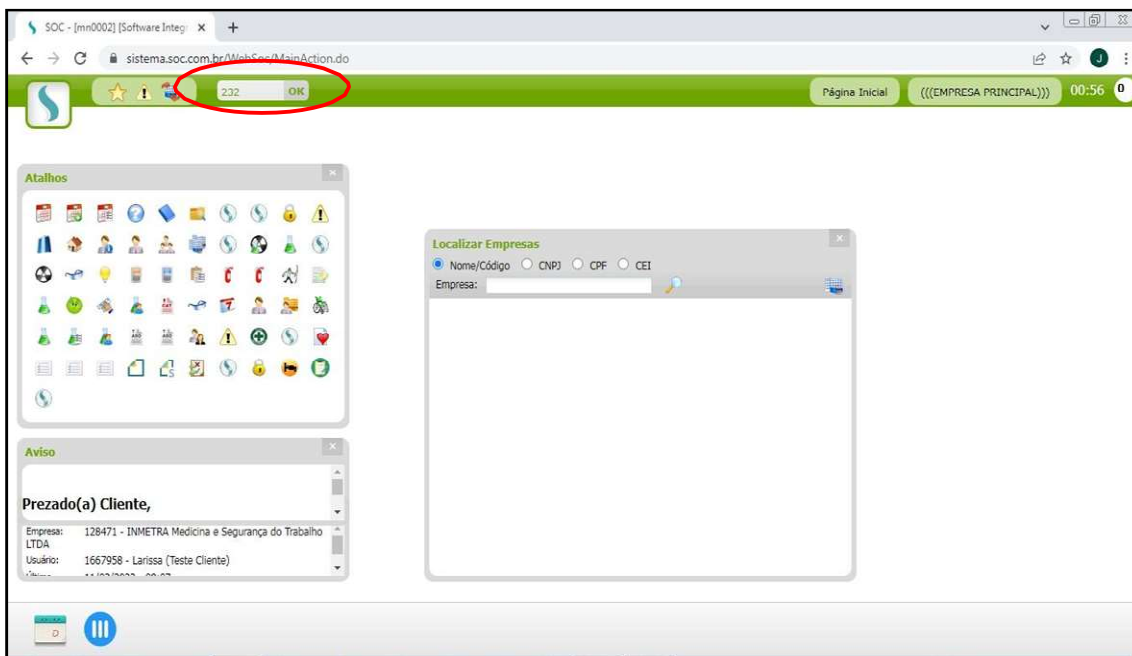 SOC - [mn0002] [Software Integ
sistema.soc.com.br/WebSoc/MainAction.do
J
232 OK
Página Inicial
(((EMPRESA PRINCIPAL)))
00:56
0
Atalhos
Localizar Empresas
Nome/Código CNPJ CPF CEI
Empresa:
Aviso
Prezado(a) Cliente,
Empresa: 128471 - INMETRA Medicina e Segurança do Trabalho
LTDA
Usuário: 1667958 - Larissa (Teste Cliente)